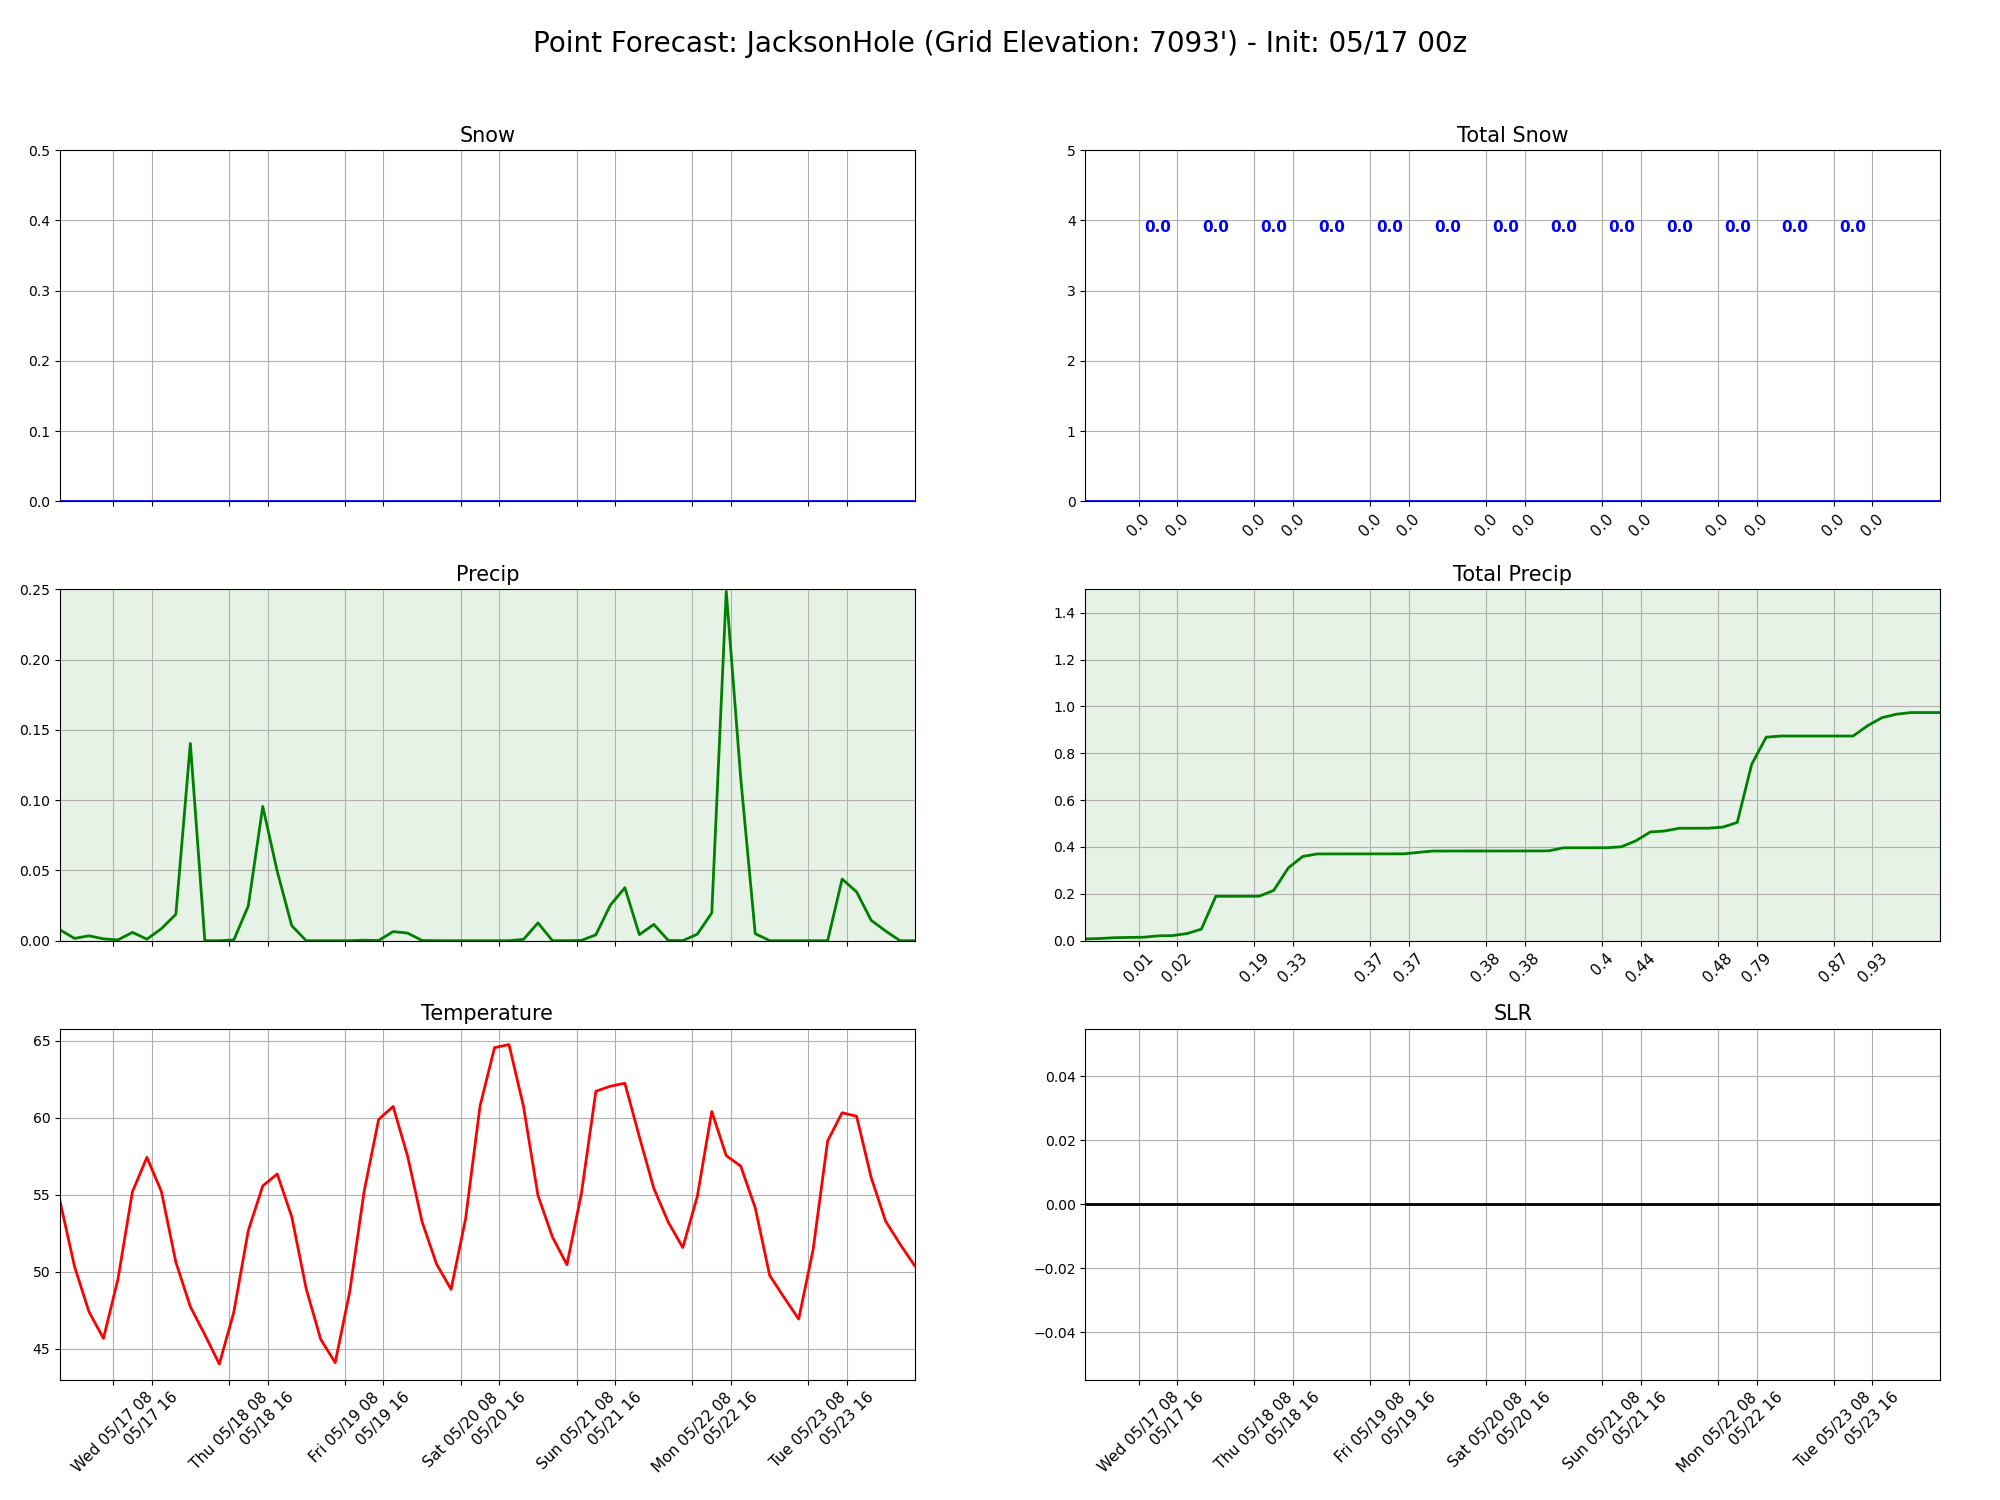 Point Forecast: JacksonHole (Grid Elevation: 7093') - Init: 05/17 00z
Snow
0.5
0.4
0.3
0.2
0.1
0.0
Total Snow
5
4
3
2
1
0
0.0 0.0 0.0 0.0 0.0 0.0 0.0 0.0 0.0 0.0 0.0 0.0 0.0
0.0 0.0 0.0 0.0 0.0 0.0 0.0 0.0 0.0 0.0 0.0 0.0 0.0 0.0
Precip
0.25
0.20
0.15
0.10
0.05
0.00
Total Precip
1.4
1.2
1.0
0.8
0.6
0.4
0.2
0.0
0.01 0.02 0.19 0.33 0.37 0.37 0.38 0.38 0.4 0.44 0.48 0.79 0.87 0.93
Temperature
65
60
55
50
45
Wed 05/17 08
05/17 16
Thu 05/18 08
05/18 16
Fri 05/19 08
05/19 16
Sat 05/20 08
05/20 16
Sun 05/21 08
05/21 16
Mon 05/22 08
05/22 16
Tue 05/23 08
05/23 16
SLR
0.04
0.02
0.00
−0.02
−0.04
Wed 05/17 08
05/17 16
Thu 05/18 08
05/18 16
Fri 05/19 08
05/19 16
Sat 05/20 08
05/20 16
Sun 05/21 08
05/21 16
Mon 05/22 08
05/22 16
Tue 05/23 08
05/23 16